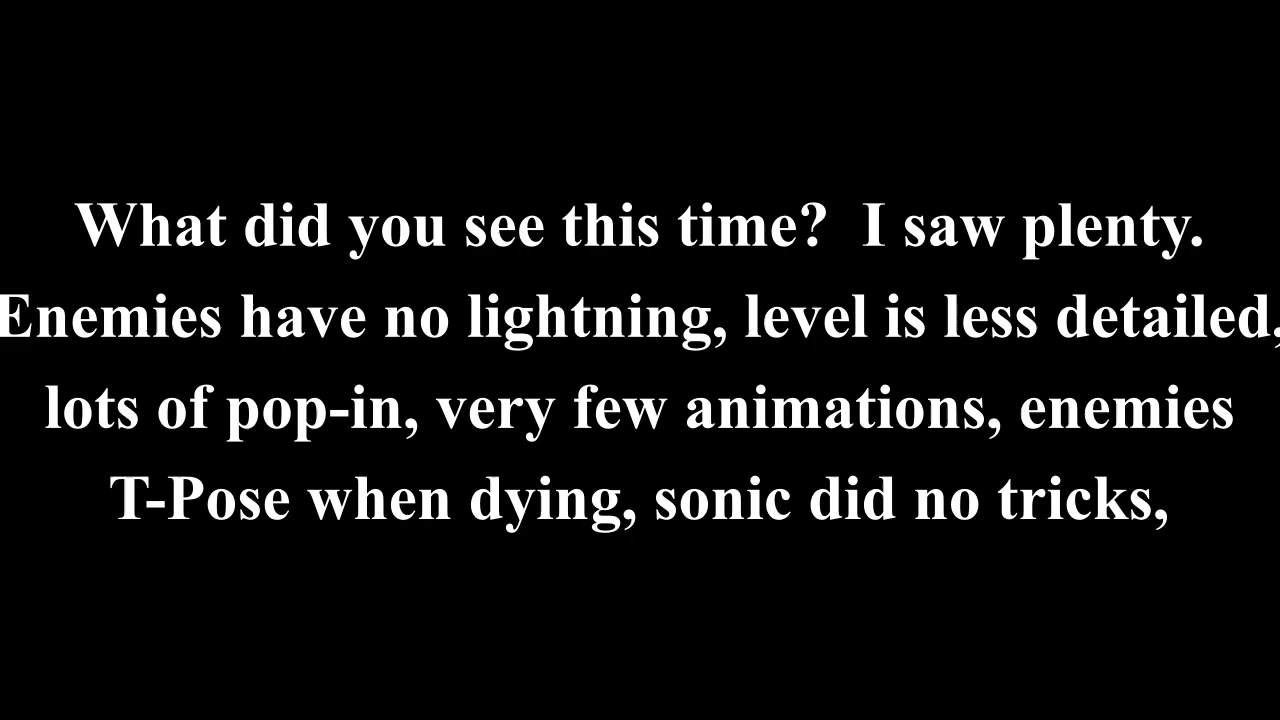 What did you see this time?  I saw plenty.
Enemies have no lightning, level is less detailed,
lots of pop-in, very few animations, enemies
T-Pose when dying, sonic did no tricks,